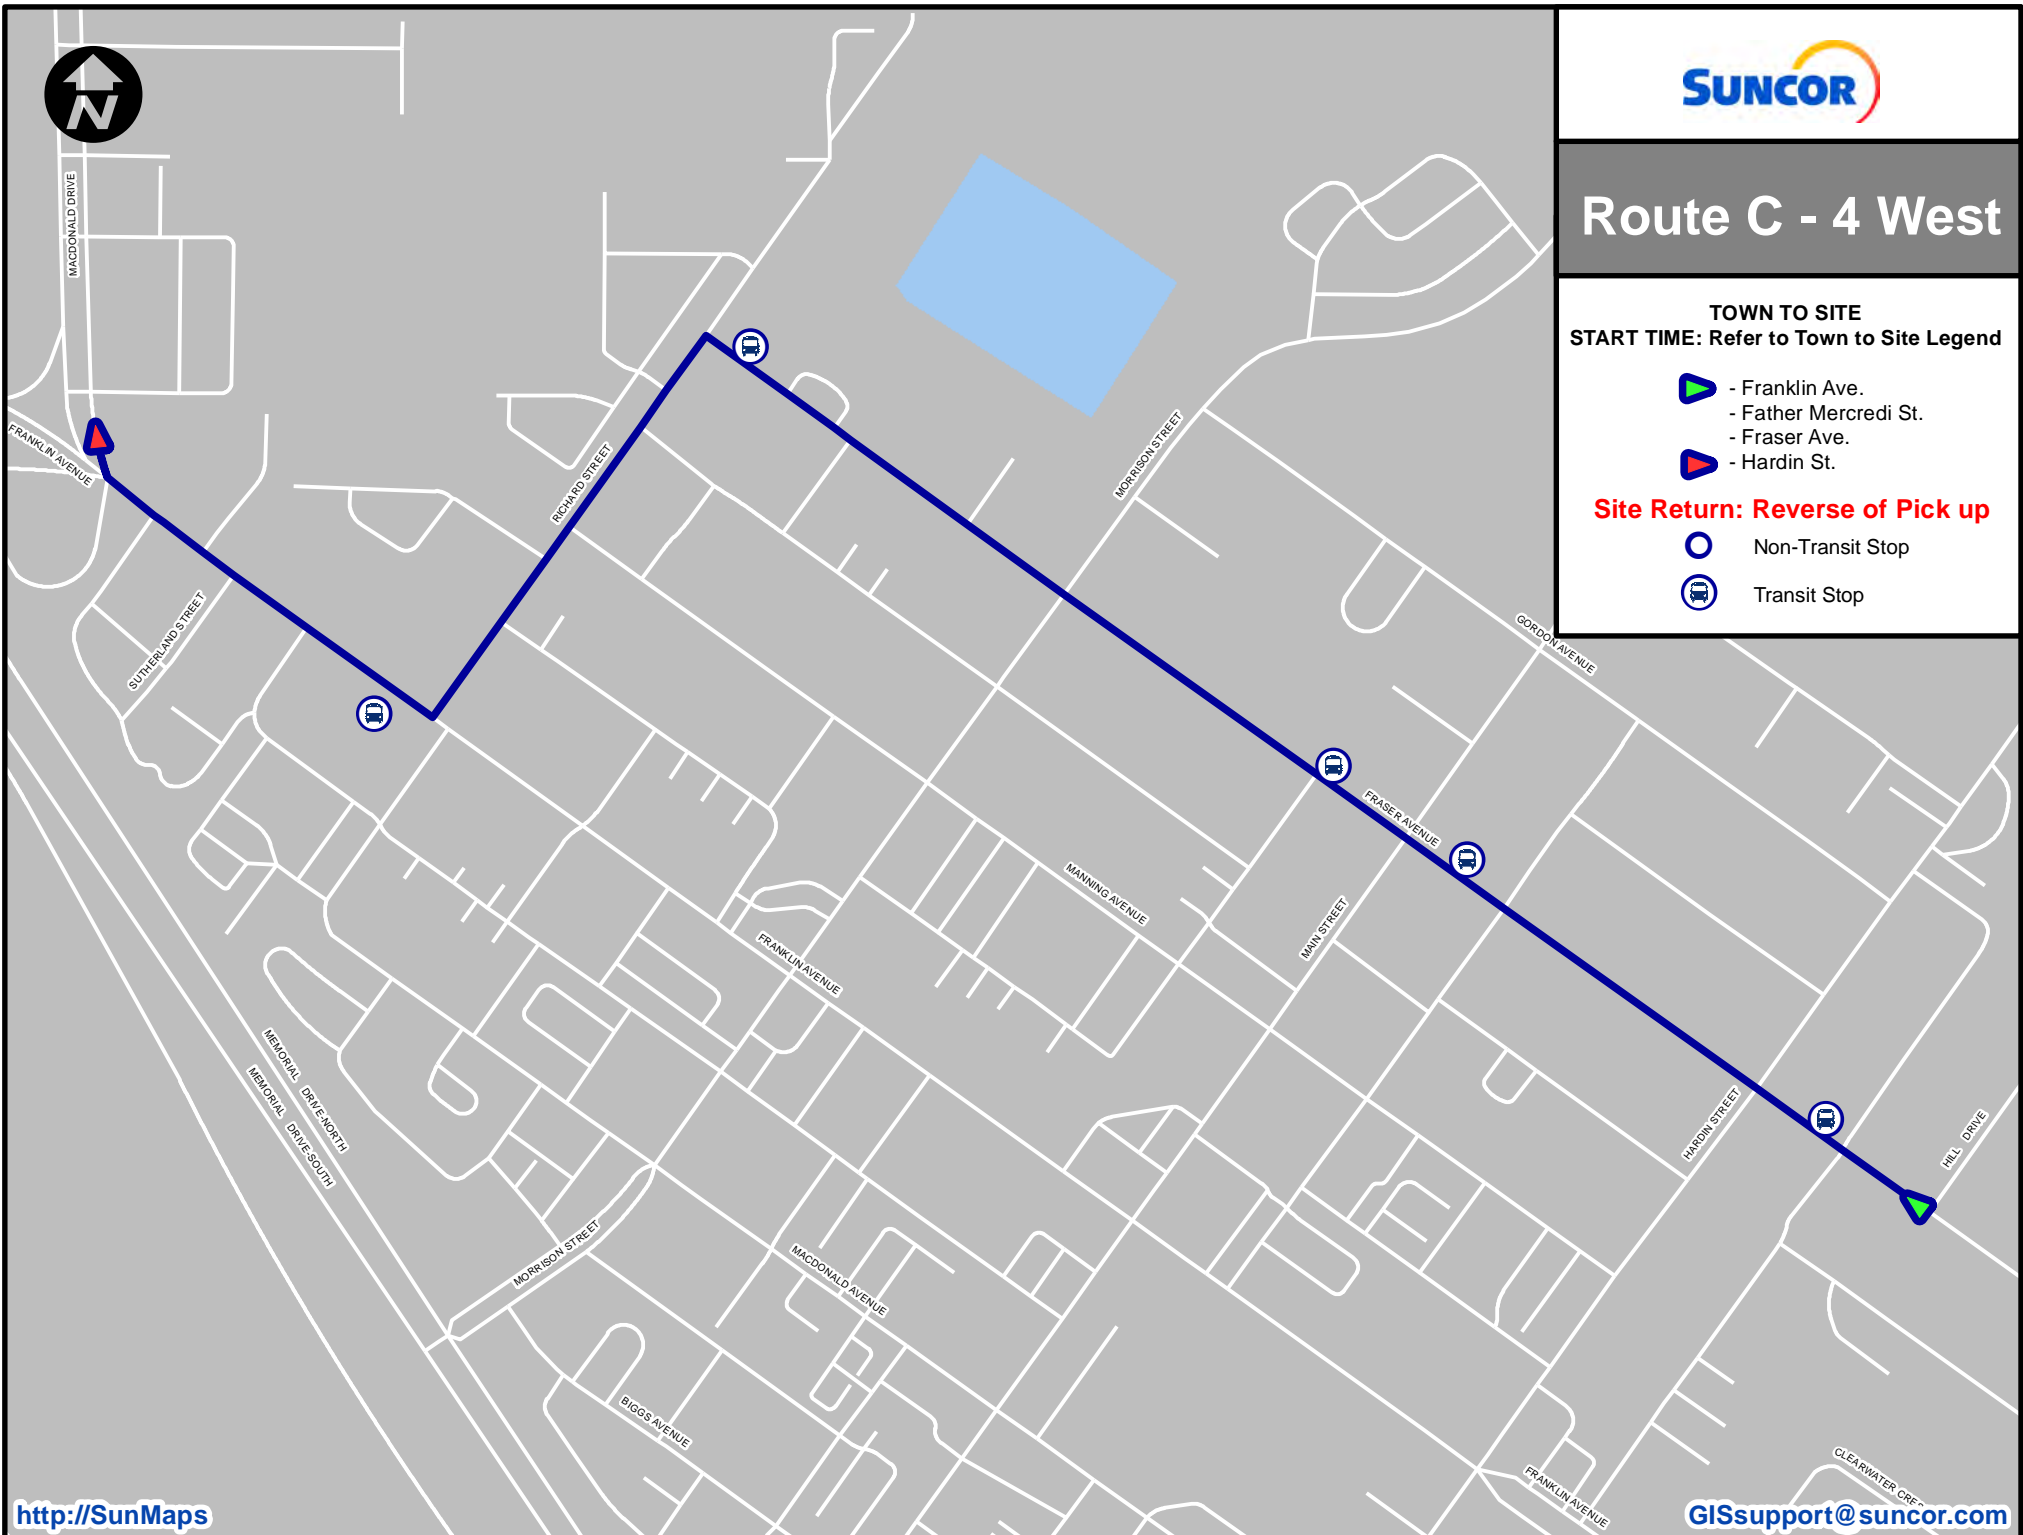 N
SUNCOR
Route C - 4 West
TOWN TO SITE
START TIME: Refer to Town to Site Legend
- Franklin Ave.
- Father Mercredi St.
- Fraser Ave.
- Hardin St.
Site Return: Reverse of Pick up
Non-Transit Stop
Transit Stop
MACDONALD DRIVE
FRANKLIN AVENUE
RICHARD STREET
MORRISON STREET
SUTHERLAND STREET
GORDON AVENUE
FRASER AVENUE
MANNING AVENUE
MAIN STREET
FRANKLIN AVENUE
MEMORIAL DRIVE-NORTH
MEMORIAL DRIVE-SOUTH
HARDIN STREET
HILL DRIVE
MORRISON STREET
MACDONALD AVENUE
BIGGS AVENUE
FRANKLIN AVENUE
CLEARWATER CRE
http://SunMaps
GISsupport@suncor.com